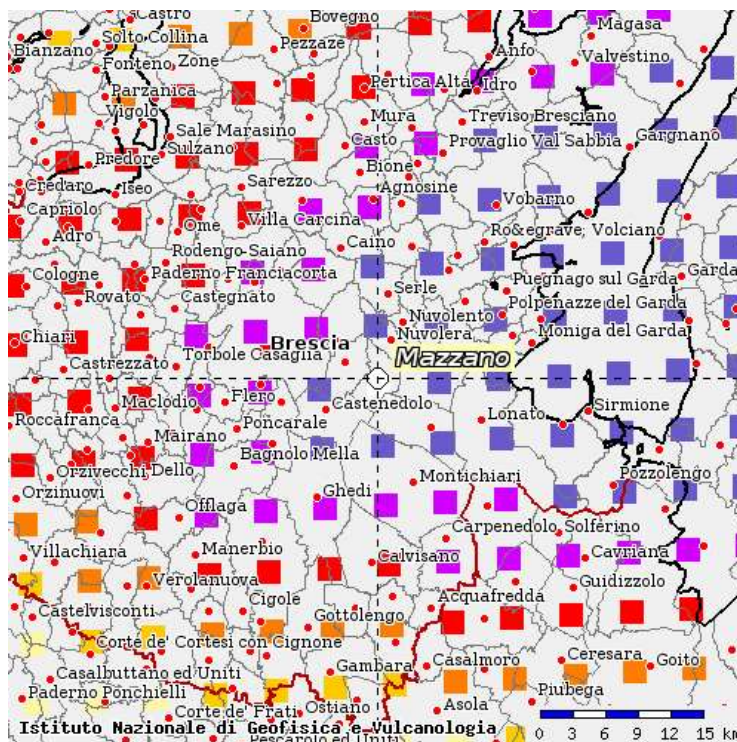 Castro
Bovegno
Magasa
Solto Collina
Bianzano
Pezzaze
Anfo
Valvestino
Fonteno Zone
Pertica Alta
Idro
Parzanica
Vigolo
Mura
Treviso Bresciano
Sale Marasino
Gargnano
Casto
Provaglio Val Sabbia
Predore
Sulzano
Bione
Credaro
Iseo
Sarezzo
Agnosine
Vobarno
Capriolo
Ome
Villa Carcina
Ro&egrave; Volciano
Adro
Caino
Rodengo-Saiano
Cologne
Paderno Franciacorta
Garda
Serle
Puegnago sul Garda
Rovato
Castegnato
Polpenazze del Garda
Nuvolento
Nuvolera
Moniga del Garda
Chiari
Brescia
Torbole Casaglia
Mazzano
Castrezzato
Maclodio
Flero
Castenedolo
Sirmione
Lonato
Roccafranca
Poncarale
Mairano
Bagnolo Mella
Orzivecchi
Dello
Pozzolengo
Montichiari
Orzinuovi
Ghedi
Offlaga
Carpenedolo
Solferino
Villachiara
Manerbio
Calvisano
Cavriana
Verolanuova
Guidizzolo
Castelvisconti
Cigole
Gottolengo
Acquafredda
Corte de' Cortesi con Cignone
Casalbuttano ed Uniti
Gambara
Casalmoro
Ceresara
Goito
Paderno Ponchielli
Piubega
Corte de' Frati
Ostiano
Asola
Istituto Nazionale di Geofisica e Vulcanologia
Pescarolo ed Uniti
0 3 6 9 12 15 km